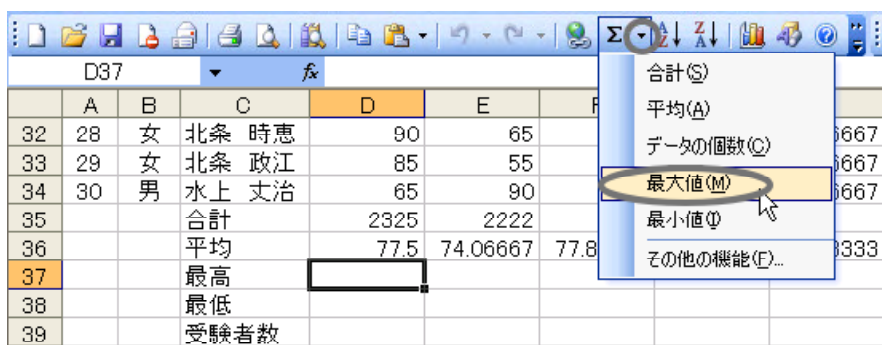 Σ
D37 fx
合計(S)
平均(A)
データの個数(C)
最大値(M)
最小値(I)
その他の機能(F)...
A B C D E F
32 28 女 北条 時恵 90 65 6667
33 29 女 北条 政江 85 55 6667
34 30 男 水上 丈治 65 90 6667
35 合計 2325 2222
36 平均 77.5 74.06667 77.8 3333
37 最高
38 最低
39 受験者数